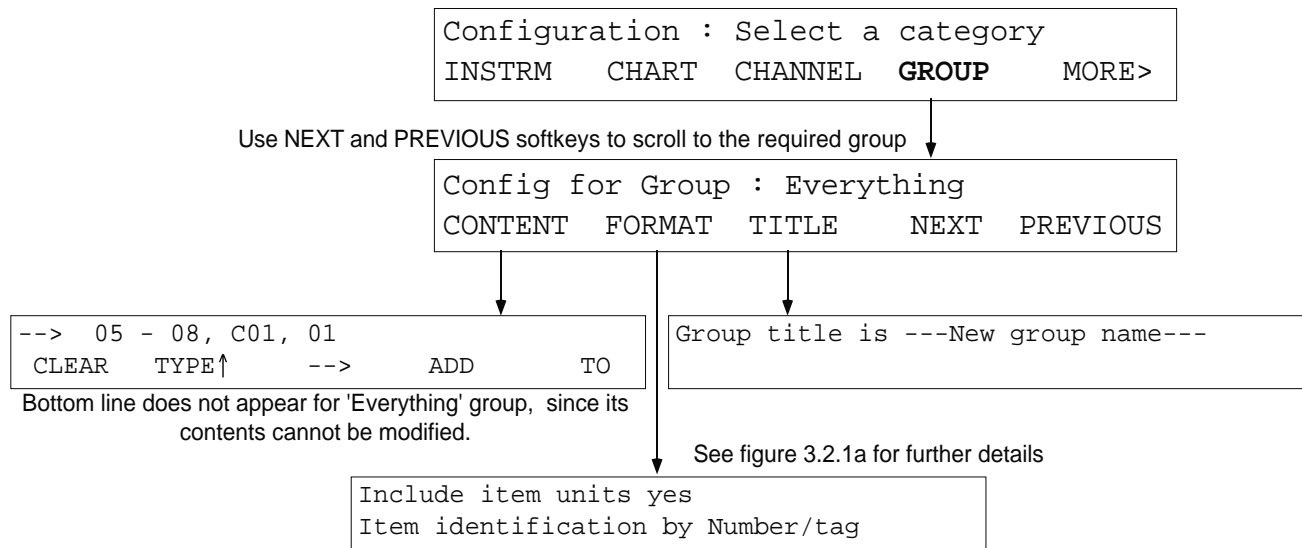 Configuration : Select a category
INSTRM CHART CHANNEL GROUP MORE>
Use NEXT and PREVIOUS softkeys to scroll to the required group
Config for Group : Everything
CONTENT FORMAT TITLE NEXT PREVIOUS
--> 05 - 08, C01, 01
CLEAR TYPE↑ --> ADD TO
Bottom line does not appear for 'Everything' group, since its
contents cannot be modified.
Group title is ---New group name---
See figure 3.2.1a for further details
Include item units yes
Item identification by Number/tag